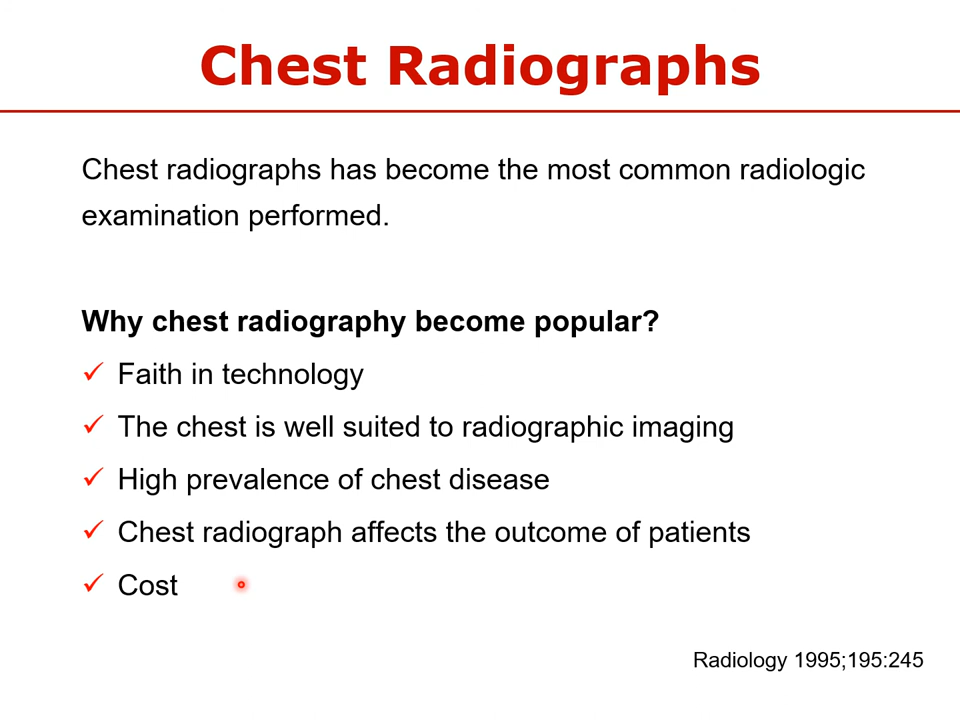 Chest Radiographs
Chest radiographs has become the most common radiologic
examination performed.
Why chest radiography become popular?
✓ Faith in technology
✓ The chest is well suited to radiographic imaging
✓ High prevalence of chest disease
✓ Chest radiograph affects the outcome of patients
✓ Cost
Radiology 1995;195:245